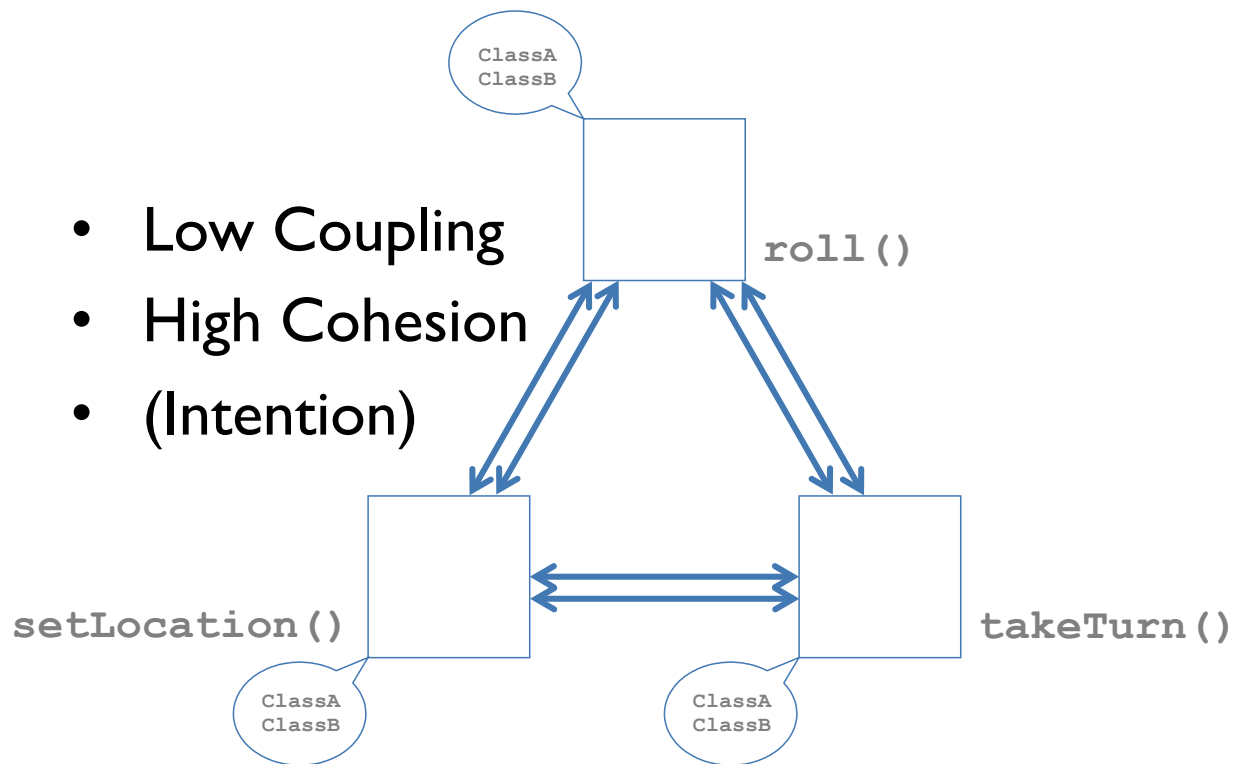 ClassA
ClassB
• Low Coupling
• High Cohesion
• (Intention)
roll()
setLocation()
takeTurn()
ClassA
ClassB
ClassA
ClassB